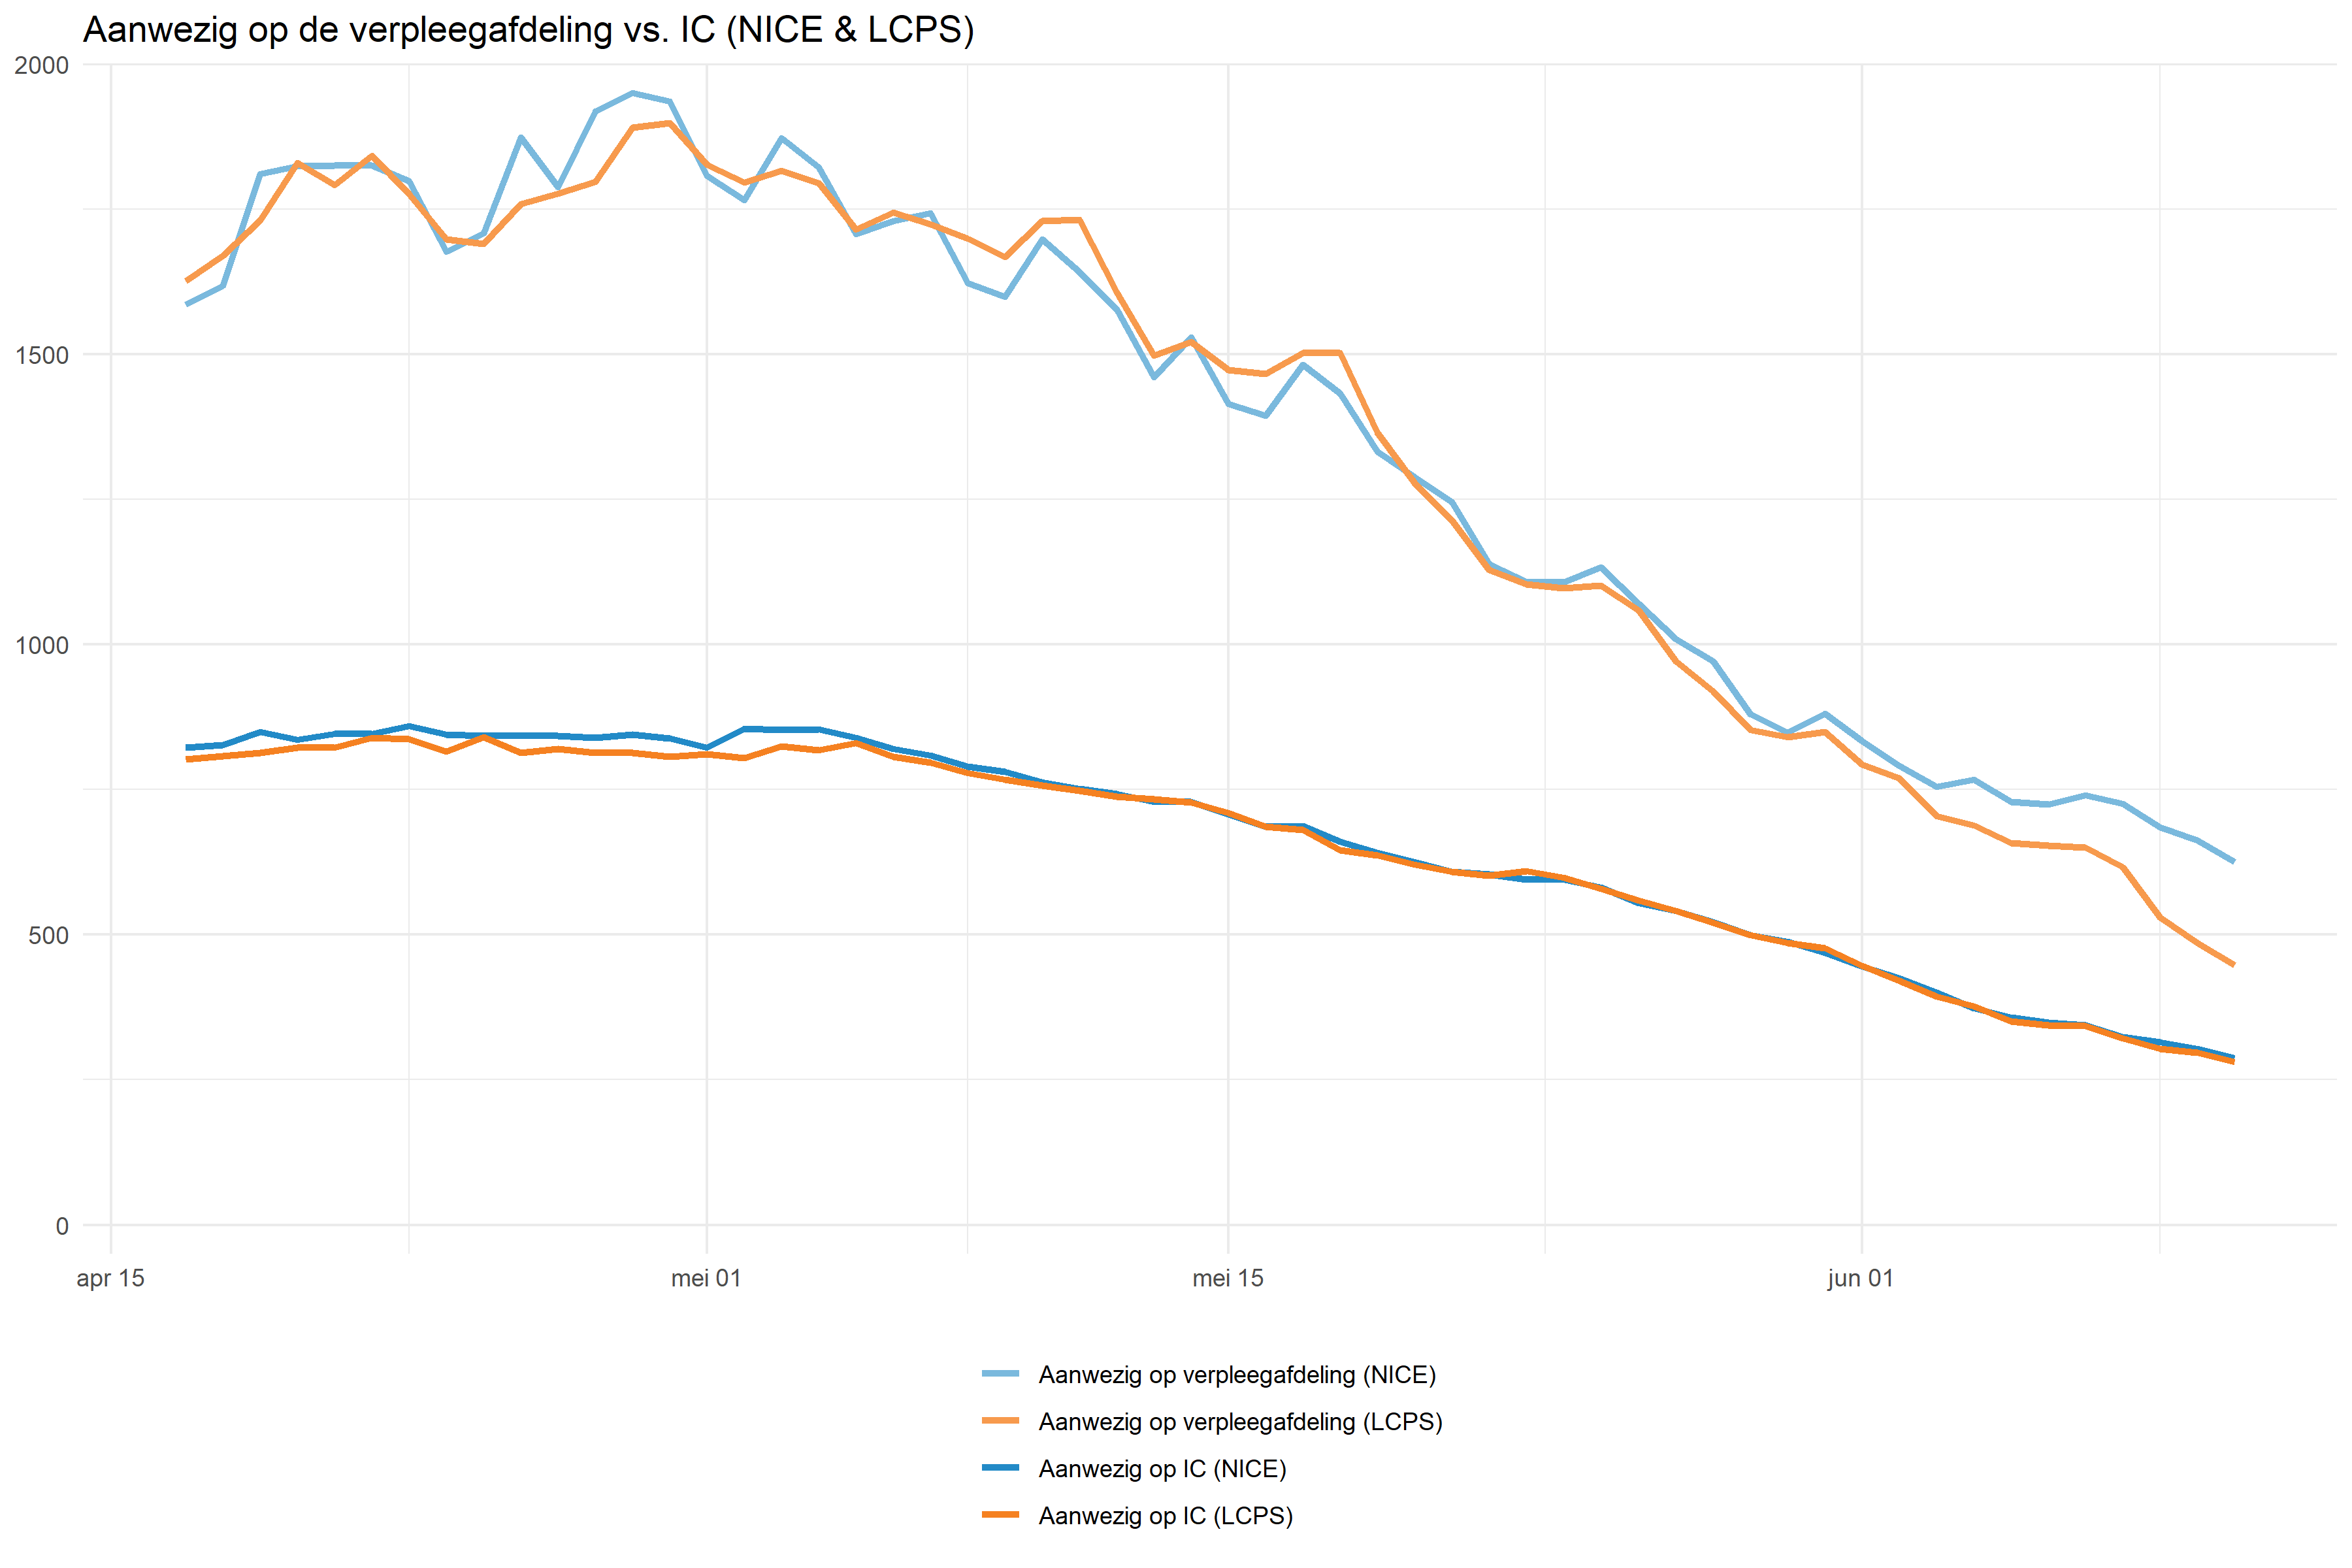 Aanwezig op de verpleegafdeling vs. IC (NICE & LCPS)
2000
1500
1000
500
0
apr 15 mei 01 mei 15 jun 01
Aanwezig op verpleegafdeling (NICE)
Aanwezig op verpleegafdeling (LCPS)
Aanwezig op IC (NICE)
Aanwezig op IC (LCPS)